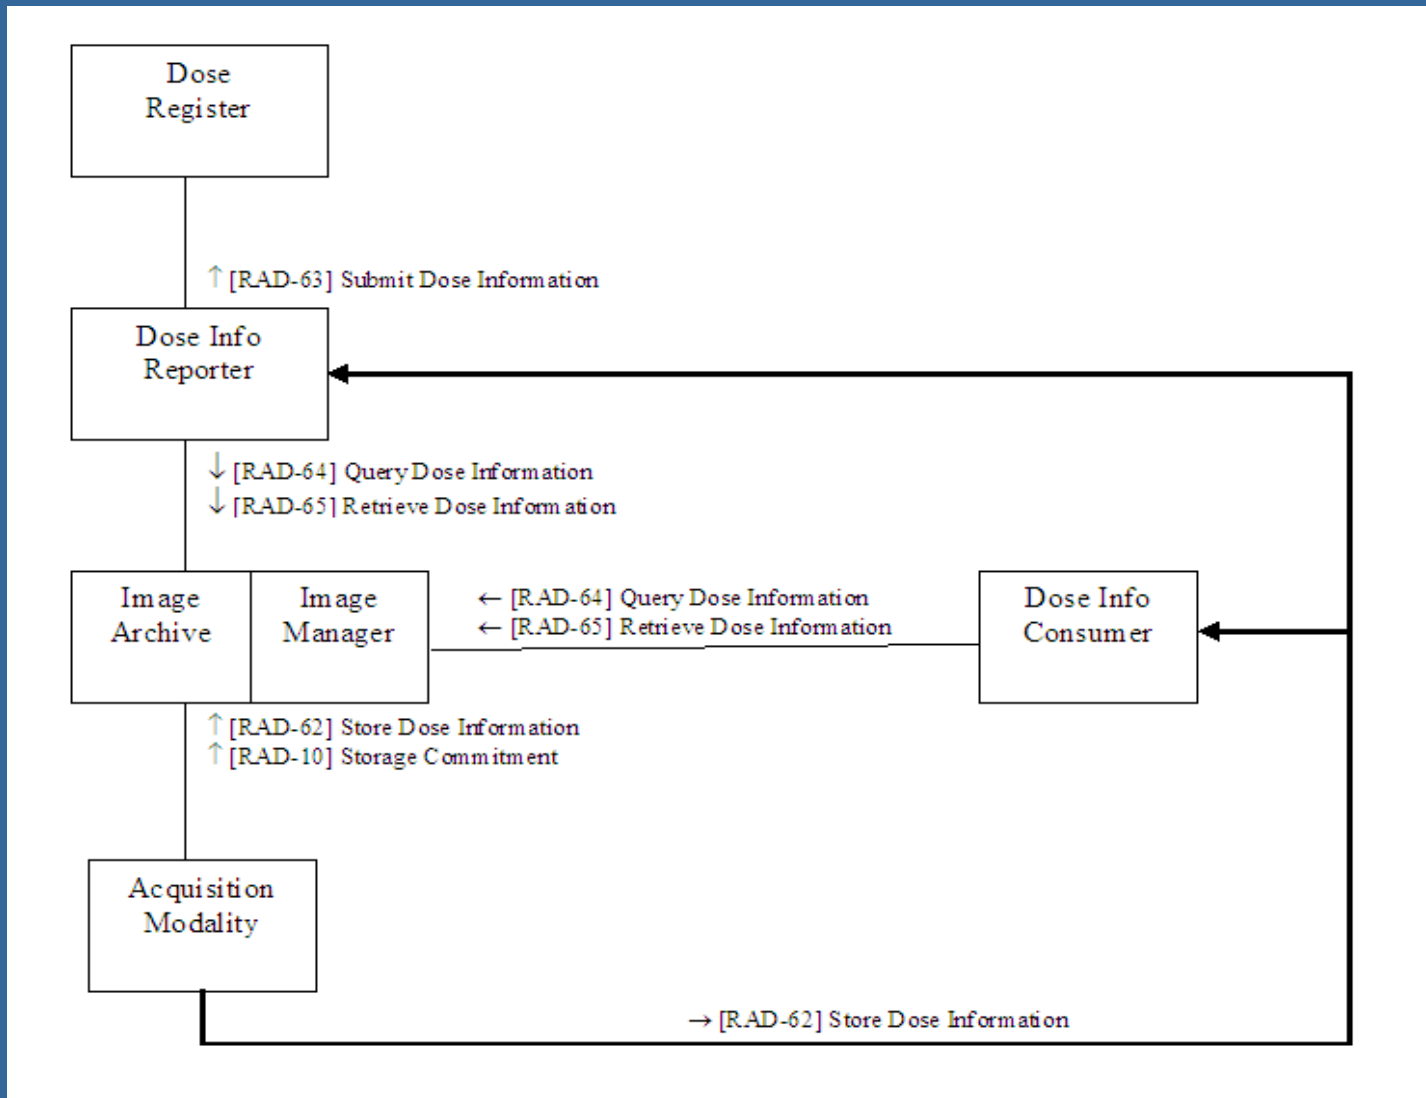 Dose
Register
↑ [RAD-63] Submit Dose Information
Dose Info
Reporter
↓ [RAD-64] Query Dose Information
↓ [RAD-65] Retrieve Dose Information
Image
Archive
Image
Manager
← [RAD-64] Query Dose Information
← [RAD-65] Retrieve Dose Information
Dose Info
Consumer
↑ [RAD-62] Store Dose Information
↑ [RAD-10] Storage Commitment
Acquisition
Modality
→ [RAD-62] Store Dose Information